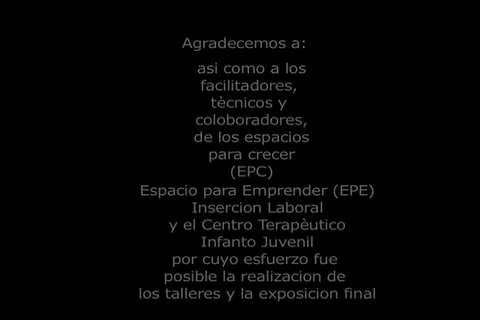 Agradecemos a:
asi como a los
facilitadores,
tècnicos y
coloboradores,
de los espacios
para crecer
(EPC)
Espacio para Emprender (EPE)
Insercion Laboral
y el Centro Terapèutico
Infanto Juvenil
por cuyo esfuerzo fue
posible la realizacion de
los talleres y la exposicion final